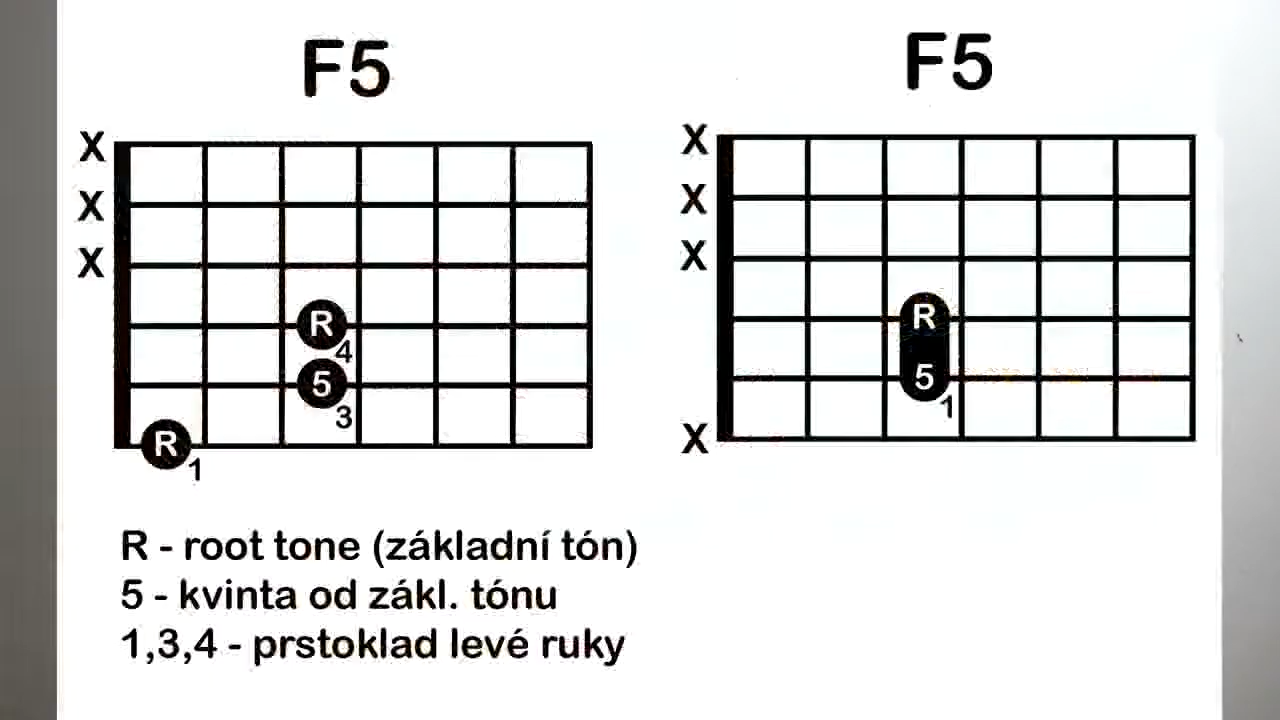 F5
F5
X
X
X
R
4
5
3
R
1
X
X
X
R
5
1
X
R - root tone (základní tón)
5 - kvinta od zákl. tónu
1,3,4 - prstoklad levé ruky